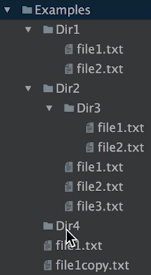 Examples
Dir1
file1.txt
file2.txt
Dir2
Dir3
file1.txt
file2.txt
file1.txt
file2.txt
file3.txt
Dir4
file1.txt
file1copy.txt